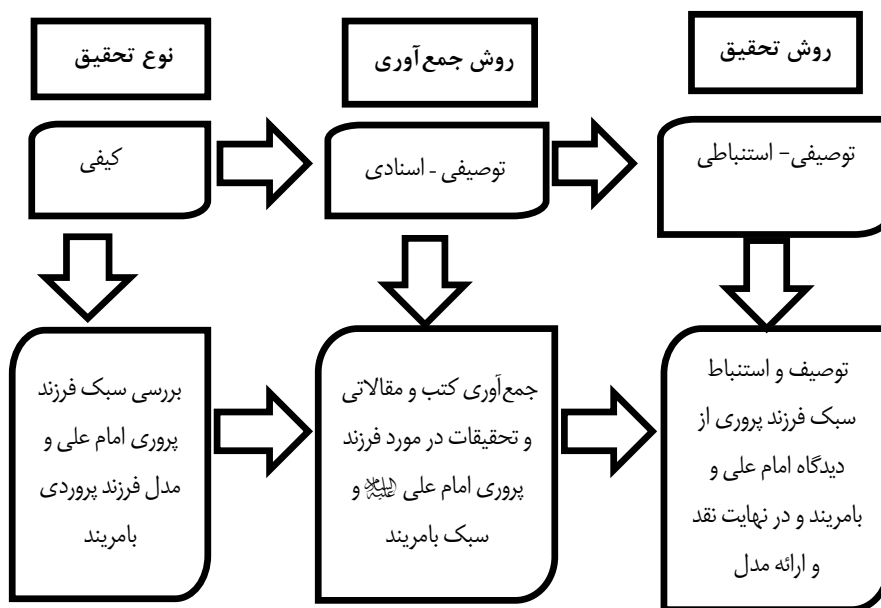 روش تحقیق
روش جمع‌آوری
نوع تحقیق
توصیفی- استنباطی
توصیفی - اسنادی
کیفی
توصیف و استنباط
سبک فرزند پروری از
دیدگاه امام علی و
بامریند و در نهایت نقد
و ارائه مدل
جمع‌آوری کتب و مقالاتی
و تحقیقات در مورد فرزند
پروری امام علی علیه‌السلام و
سبک بامریند
بررسی سبک فرزند
پروری امام علی و
مدل فرزند پروردی
بامریند